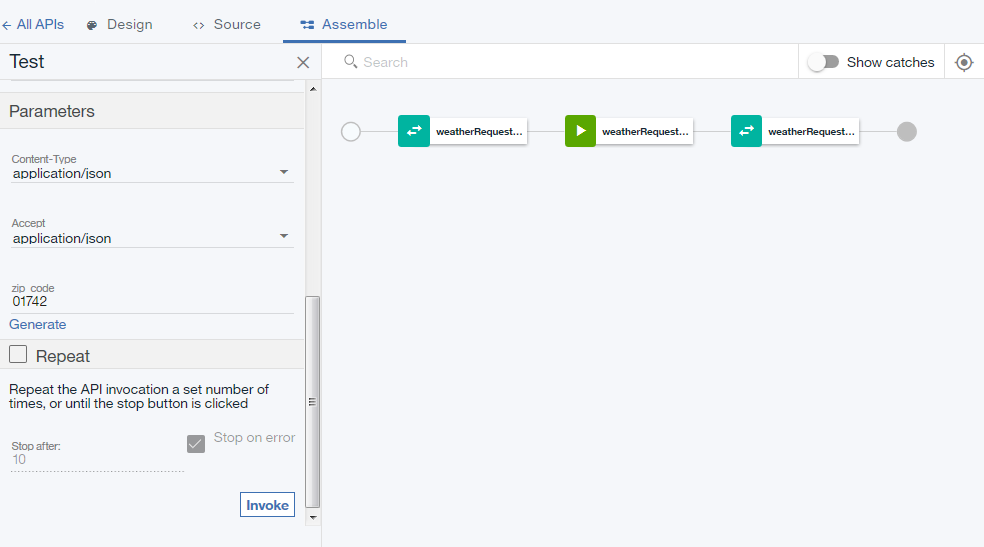 All APIs
Design
Source
Assemble
Test
Search
Show catches
Parameters
weatherRequest...
weatherRequest...
weatherRequest...
Content-Type
application/json
Accept
application/json
zip_code
01742
Generate
Repeat
Repeat the API invocation a set number of
times, or until the stop button is clicked
Stop on error
Stop after:
10
Invoke